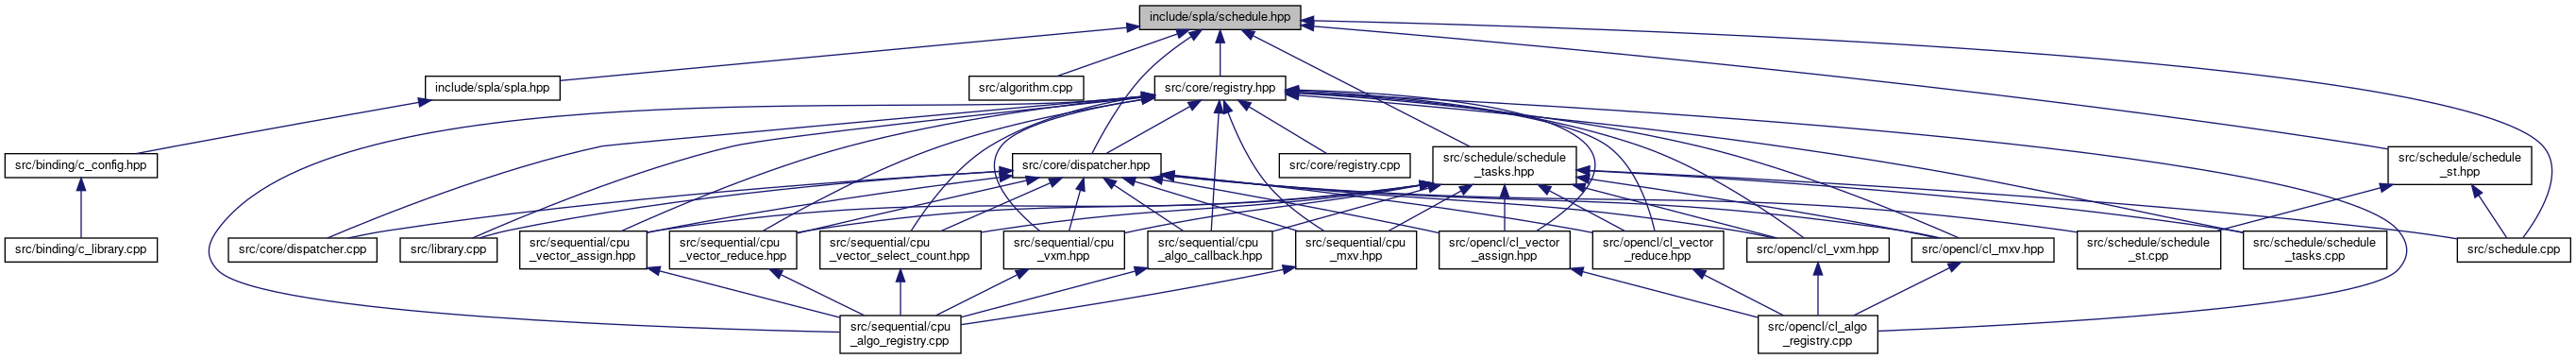 include/spla/schedule.hpp
include/spla/spla.hpp
src/algorithm.cpp
src/core/registry.hpp
src/binding/c_config.hpp
src/core/dispatcher.hpp
src/core/registry.cpp
src/schedule/schedule
_tasks.hpp
src/schedule/schedule
_st.hpp
src/binding/c_library.cpp
src/core/dispatcher.cpp
src/library.cpp
src/sequential/cpu
_vector_assign.hpp
src/sequential/cpu
_vector_reduce.hpp
src/sequential/cpu
_vector_select_count.hpp
src/sequential/cpu
_vxm.hpp
src/sequential/cpu
_algo_callback.hpp
src/sequential/cpu
_mxv.hpp
src/opencl/cl_vector
_assign.hpp
src/opencl/cl_vector
_reduce.hpp
src/opencl/cl_vxm.hpp
src/opencl/cl_mxv.hpp
src/schedule/schedule
_st.cpp
src/schedule/schedule
_tasks.cpp
src/schedule.cpp
src/sequential/cpu
_algo_registry.cpp
src/opencl/cl_algo
_registry.cpp